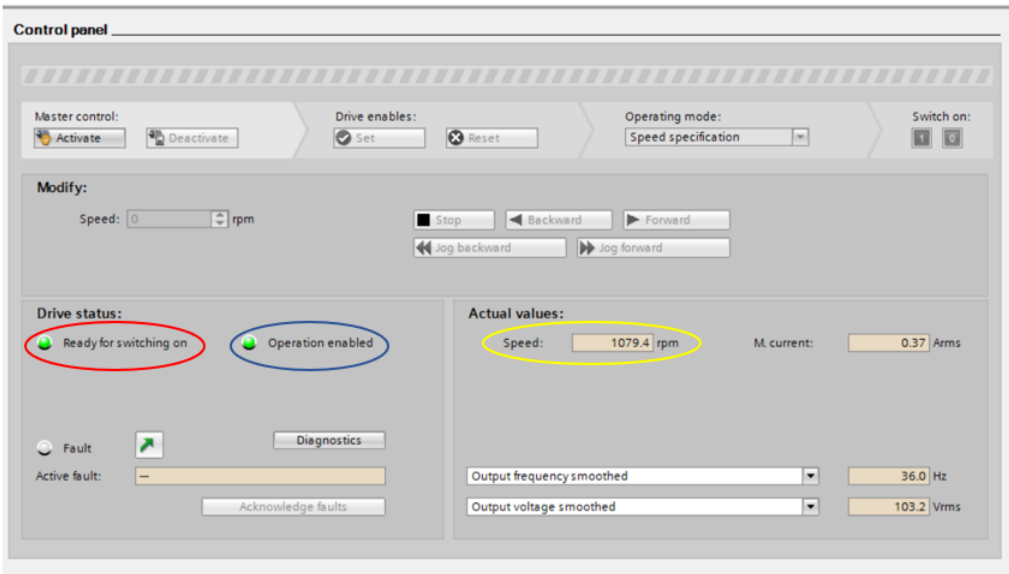 Control panel
Master control: Drive enables: Operating mode: Switch on:
Activate Deactivate Set Reset Speed specification 1 0
Modify:
Speed: 0 rpm Stop Backward Forward
Jog backward Jog forward
Drive status: Actual values:
Ready for switching on Operation enabled Speed: 1079.4 rpm M. current: 0.37 Arms
Fault Diagnostics
Active fault: — Output frequency smoothed 36.0 Hz
Acknowledge faults Output voltage smoothed 103.2 Vrms